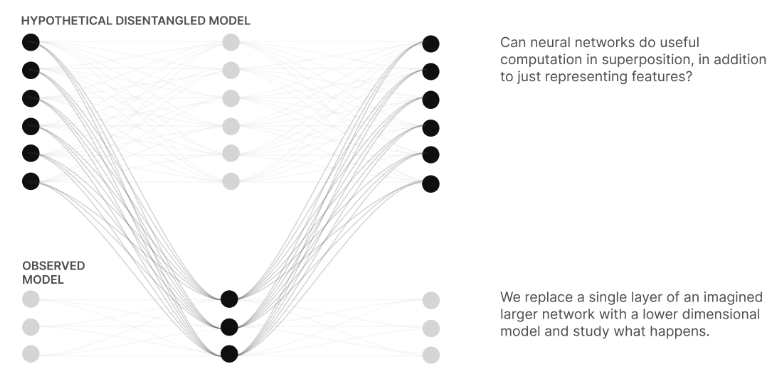 HYPOTHETICAL DISENTANGLED MODEL
Can neural networks do useful
computation in superposition, in addition
to just representing features?
OBSERVED
MODEL
We replace a single layer of an imagined
larger network with a lower dimensional
model and study what happens.